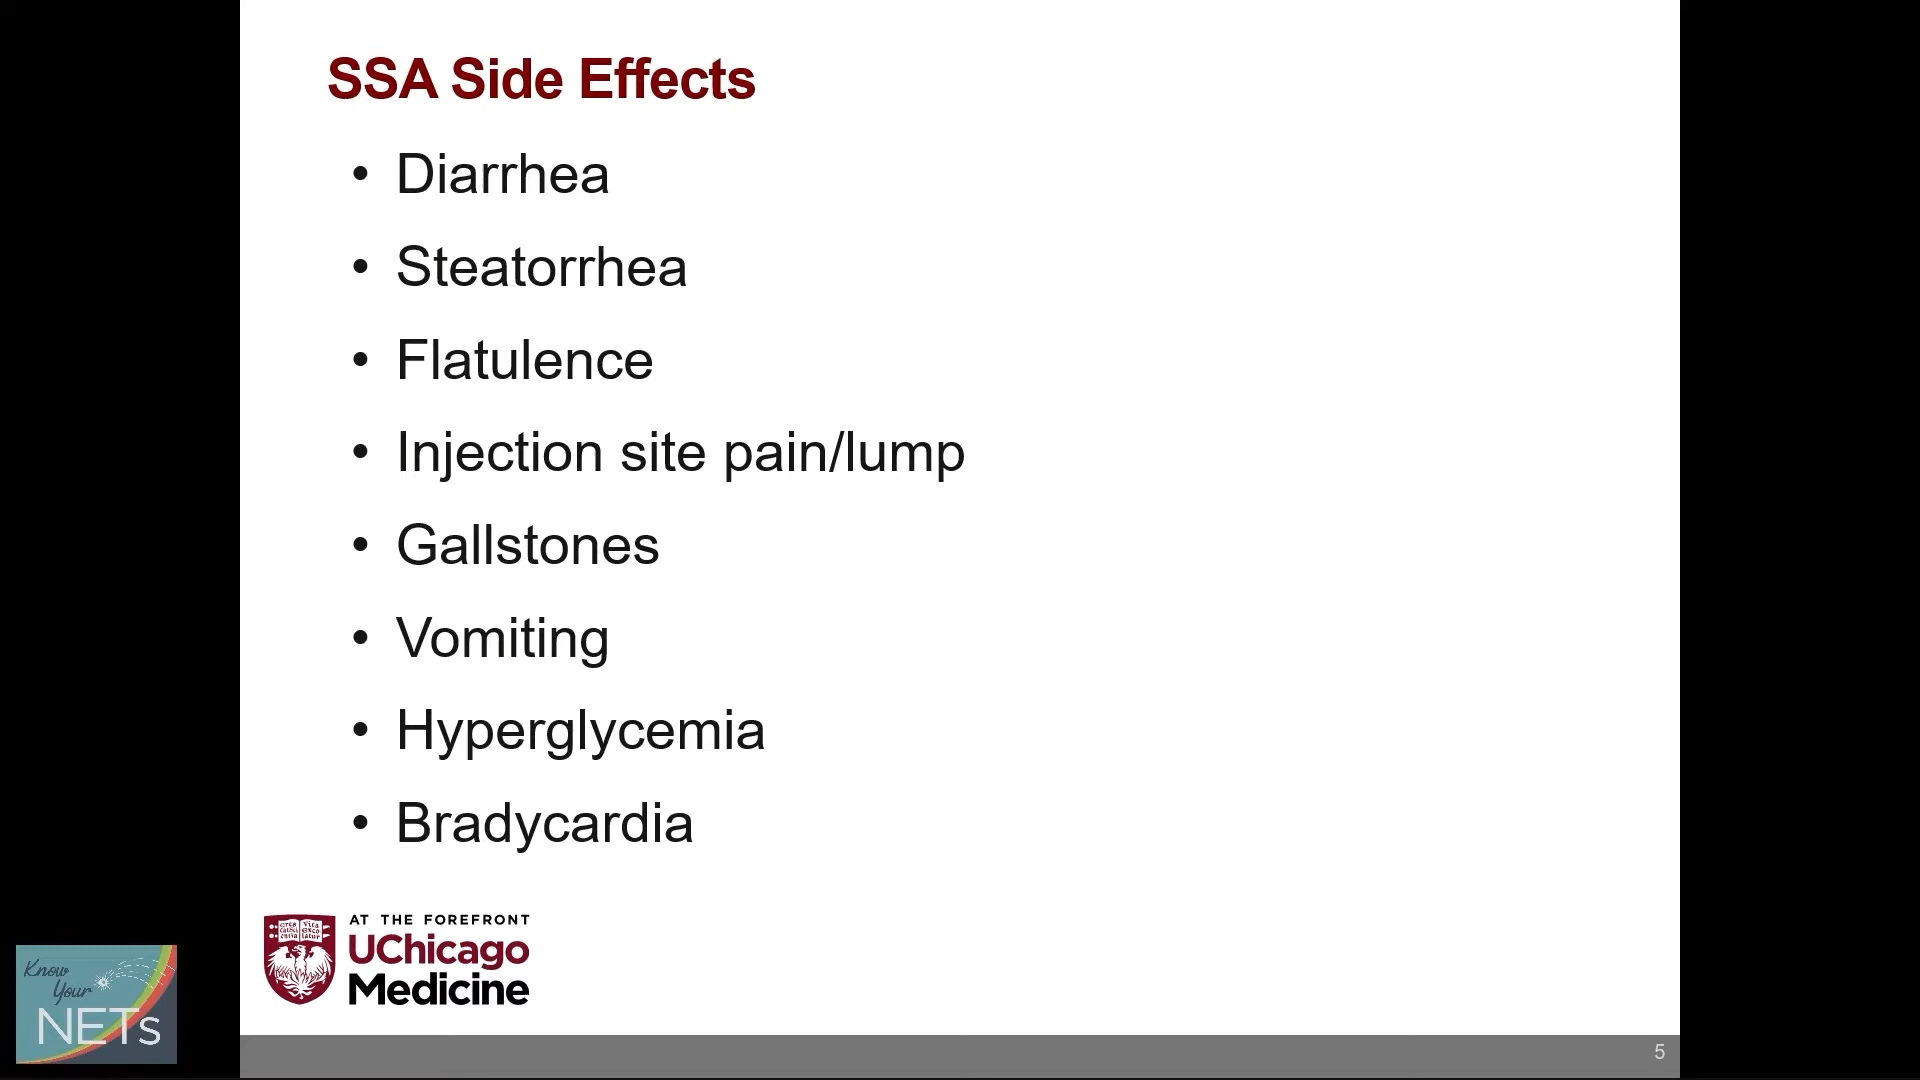 SSA Side Effects
• Diarrhea
• Steatorrhea
• Flatulence
• Injection site pain/lump
• Gallstones
• Vomiting
• Hyperglycemia
• Bradycardia
AT THE FOREFRONT
UChicago
Medicine
Know
Your
NETs
5